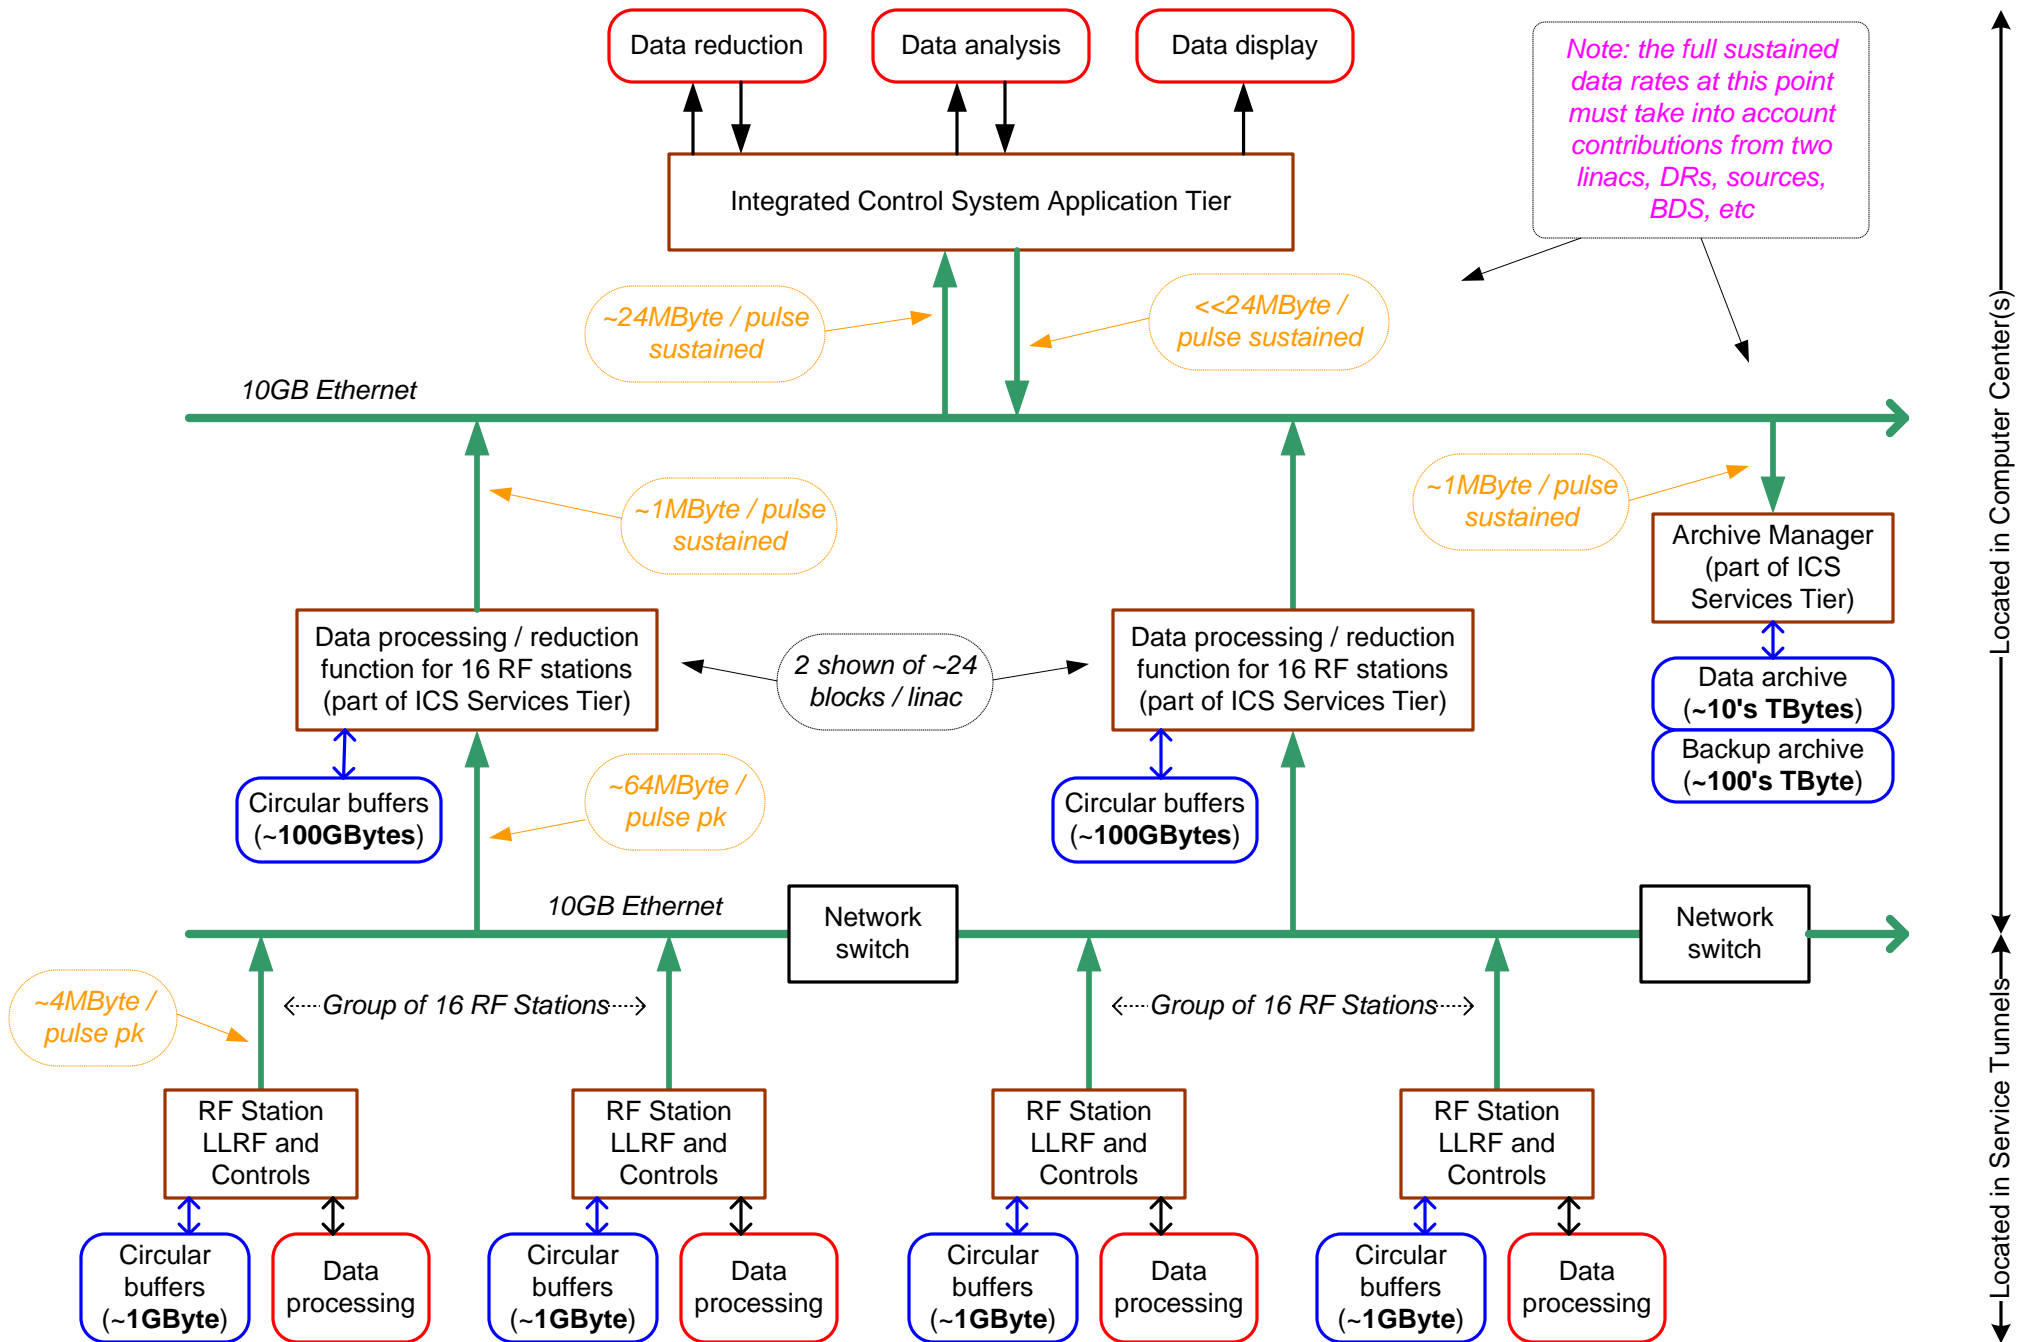 Data reduction
Data analysis
Data display
Note: the full sustained
data rates at this point
must take into account
contributions from two
linacs, DRs, sources,
BDS, etc
Integrated Control System Application Tier
~24MByte / pulse
sustained
<<24MByte /
pulse sustained
10GB Ethernet
~1MByte / pulse
sustained
~1MByte / pulse
sustained
Archive Manager
(part of ICS
Services Tier)
Data processing / reduction
function for 16 RF stations
(part of ICS Services Tier)
2 shown of ~24
blocks / linac
Data processing / reduction
function for 16 RF stations
(part of ICS Services Tier)
Data archive
(~10's TBytes)
Backup archive
(~100's TByte)
Circular buffers
(~100GBytes)
~64MByte /
pulse pk
Circular buffers
(~100GBytes)
10GB Ethernet
Network
switch
Network
switch
~4MByte /
pulse pk
Group of 16 RF Stations
Group of 16 RF Stations
RF Station
LLRF and
Controls
RF Station
LLRF and
Controls
RF Station
LLRF and
Controls
RF Station
LLRF and
Controls
Circular
buffers
(~1GByte)
Data
processing
Circular
buffers
(~1GByte)
Data
processing
Circular
buffers
(~1GByte)
Data
processing
Circular
buffers
(~1GByte)
Data
processing
Located in Computer Center(s)
Located in Service Tunnels